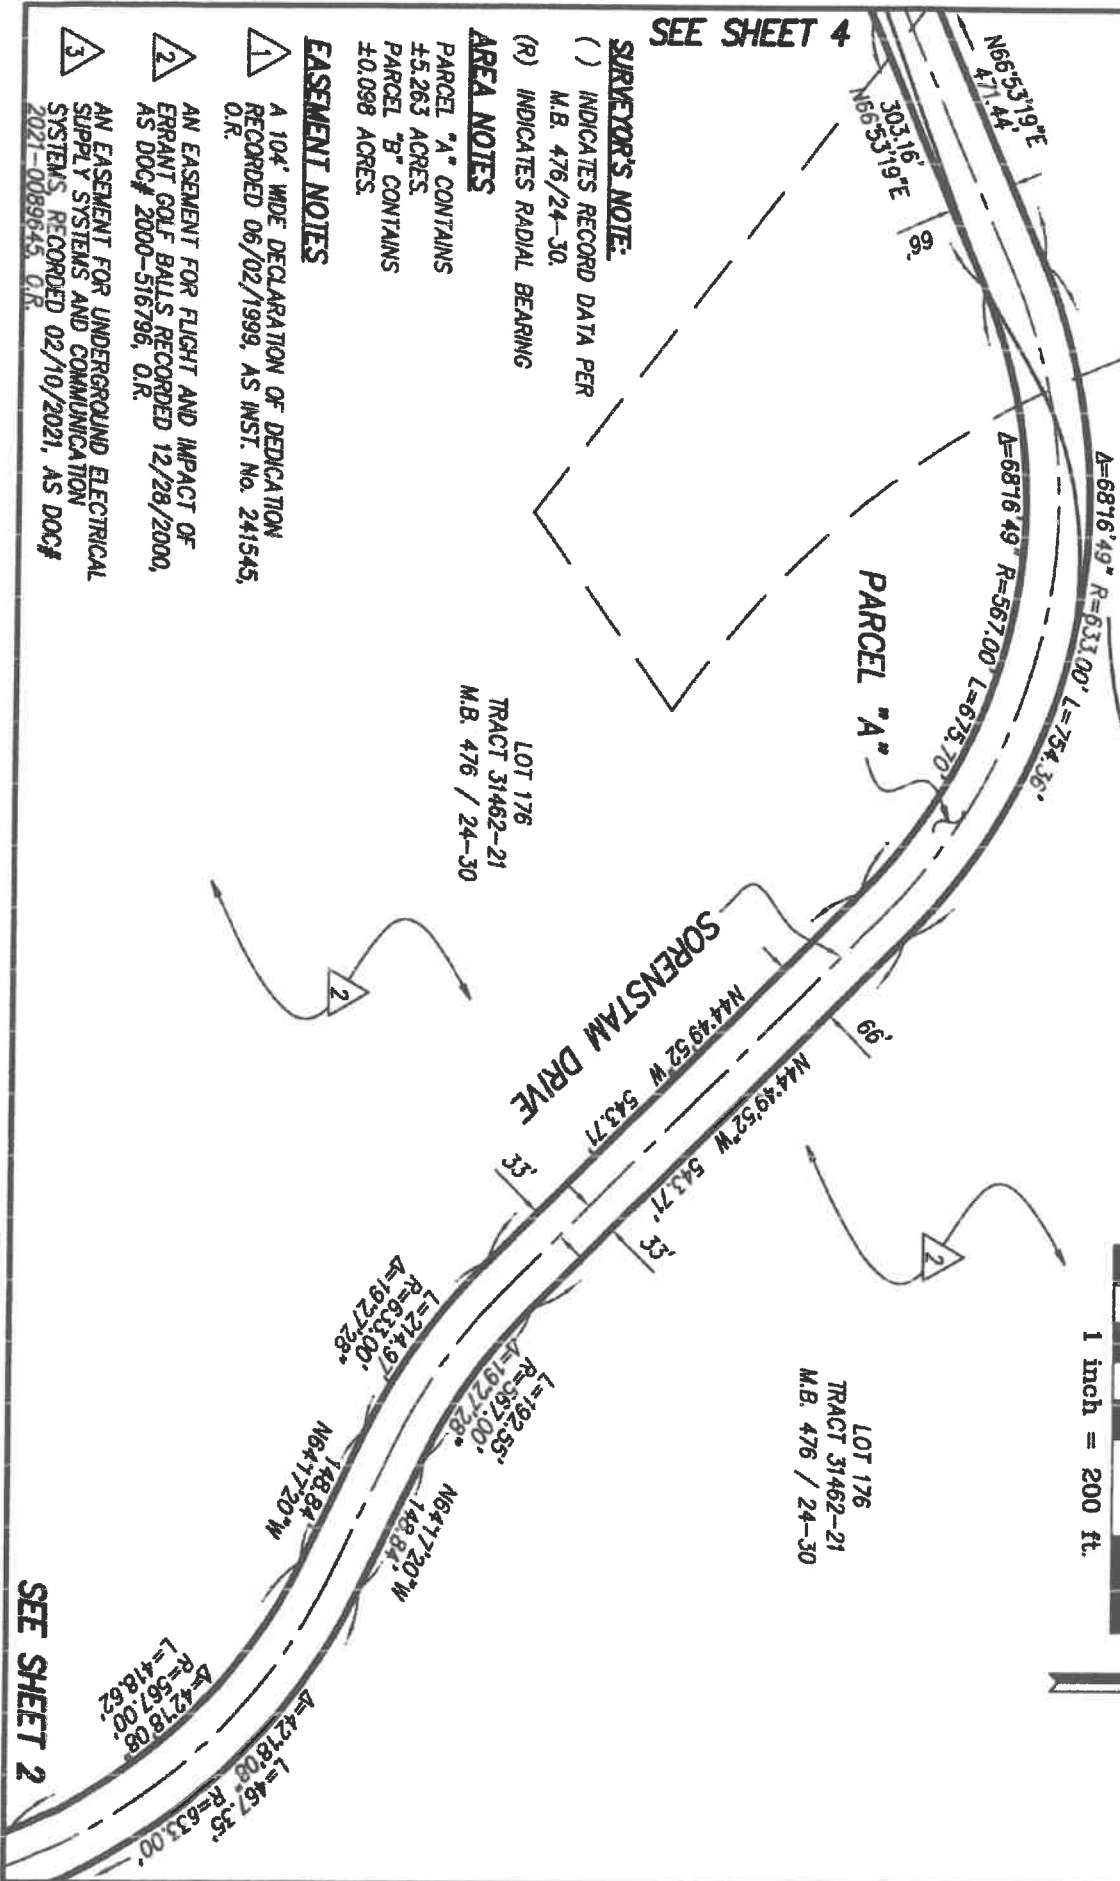 SEE SHEET 4
N66°53'19"E
471.44'
303.16'
N66°53'19"E
66'
Δ=68°16'49" R=633.00' L=754.36'
Δ=68°16'49" R=567.00' L=675.70'
PARCEL "A"
SURVEYOR'S NOTE:
( ) INDICATES RECORD DATA PER
M.B. 476/24-30.
(R) INDICATES RADIAL BEARING
AREA NOTES
PARCEL "A" CONTAINS
±5.263 ACRES.
PARCEL "B" CONTAINS
±0.098 ACRES.
EASEMENT NOTES
1 A 104' WIDE DECLARATION OF DEDICATION
RECORDED 06/02/1999, AS INST. No. 241545,
O.R.
2 AN EASEMENT FOR FLIGHT AND IMPACT OF
ERRANT GOLF BALLS RECORDED 12/28/2000,
AS DOC# 2000-516796, O.R.
3 AN EASEMENT FOR UNDERGROUND ELECTRICAL
SUPPLY SYSTEMS AND COMMUNICATION
SYSTEMS RECORDED 02/10/2021, AS DOC#
2021-0089645, O.R.
LOT 176
TRACT 31462-21
M.B. 476 / 24-30
2
SORENSTAM DRIVE
N44°49'52"W 543.71'
N44°49'52"W 543.71'
66'
33'
33'
2
1 inch = 200 ft.
LOT 176
TRACT 31462-21
M.B. 476 / 24-30
L=214.97'
R=633.00'
Δ=19°27'28"
L=192.55'
R=567.00'
Δ=19°27'28"
N64°17'20"W
148.84'
148.84'
N64°17'20"W
Δ=42°18'08"
R=567.00'
L=418.62'
L=467.35'
Δ=42°18'08" R=633.00'
SEE SHEET 2